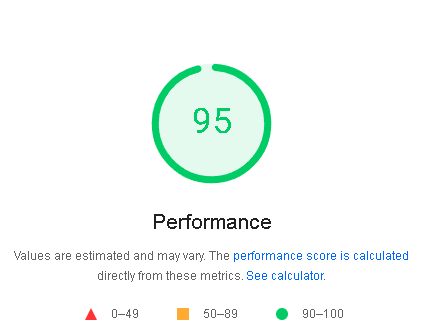 95
Performance
Values are estimated and may vary. The performance score is calculated
directly from these metrics. See calculator.
0–49 50–89 90–100